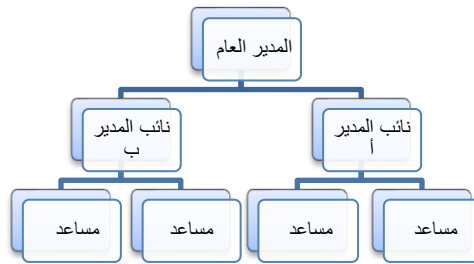 المدير العام
نائب المدير
أ
نائب المدير
ب
مساعد
مساعد
مساعد
مساعد